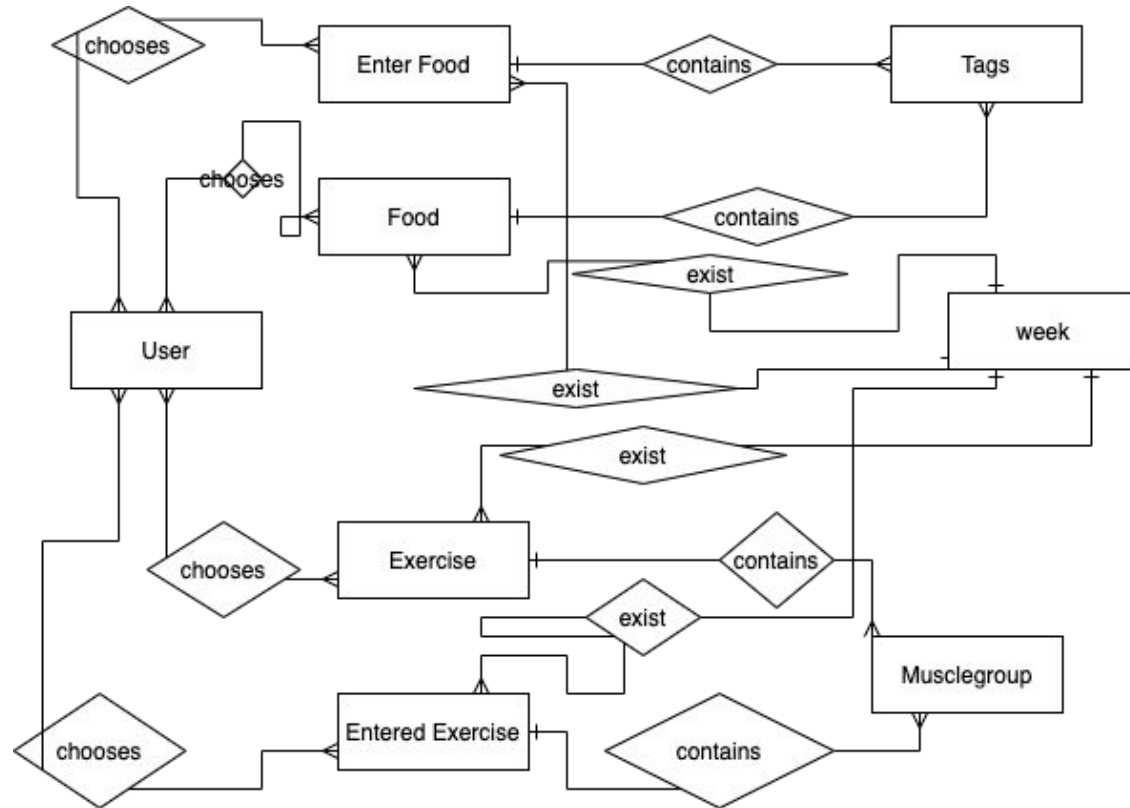 chooses
Enter Food
contains
Tags
chooses
Food
contains
exist
User
week
exist
exist
chooses
Exercise
contains
exist
Musclegroup
chooses
Entered Exercise
contains